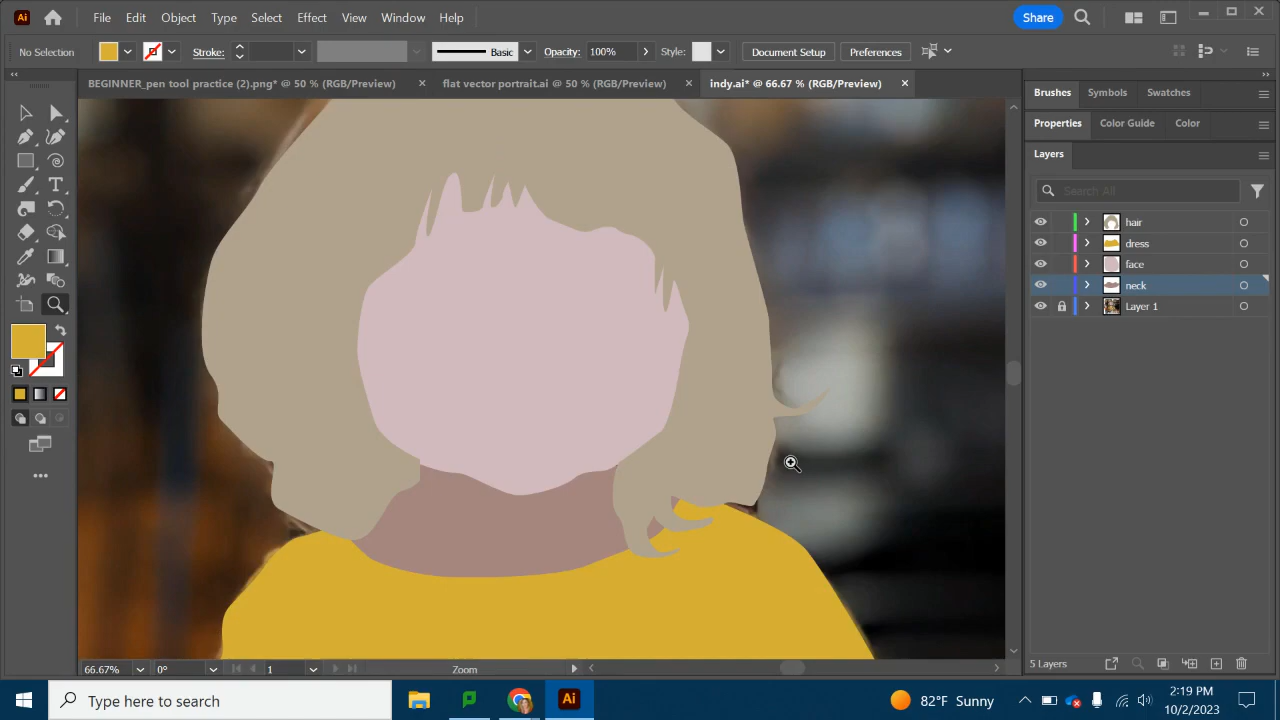 Ai File Edit Object Type Select Effect View Window Help Share
No Selection Stroke: Basic Opacity: 100% Style: Document Setup Preferences
BEGINNER_pen tool practice (2).png* @ 50 % (RGB/Preview) × flat vector portrait.ai @ 50 % (RGB/Preview) × indy.ai* @ 66.67 % (RGB/Preview) ×
Brushes Symbols Swatches
Properties Color Guide Color
Layers
Search All
hair
dress
face
neck
Layer 1
5 Layers
66.67% 0° 1 Zoom
Type here to search
Ai
82°F Sunny
2:19 PM
10/2/2023